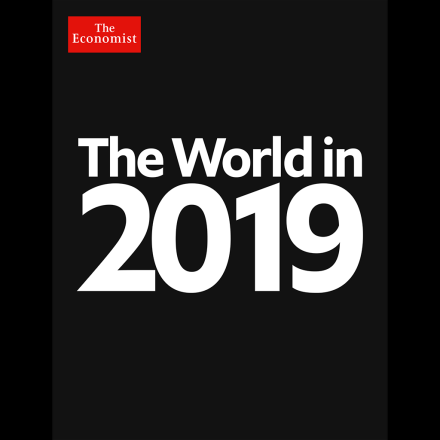 The
Economist
The World in
2019